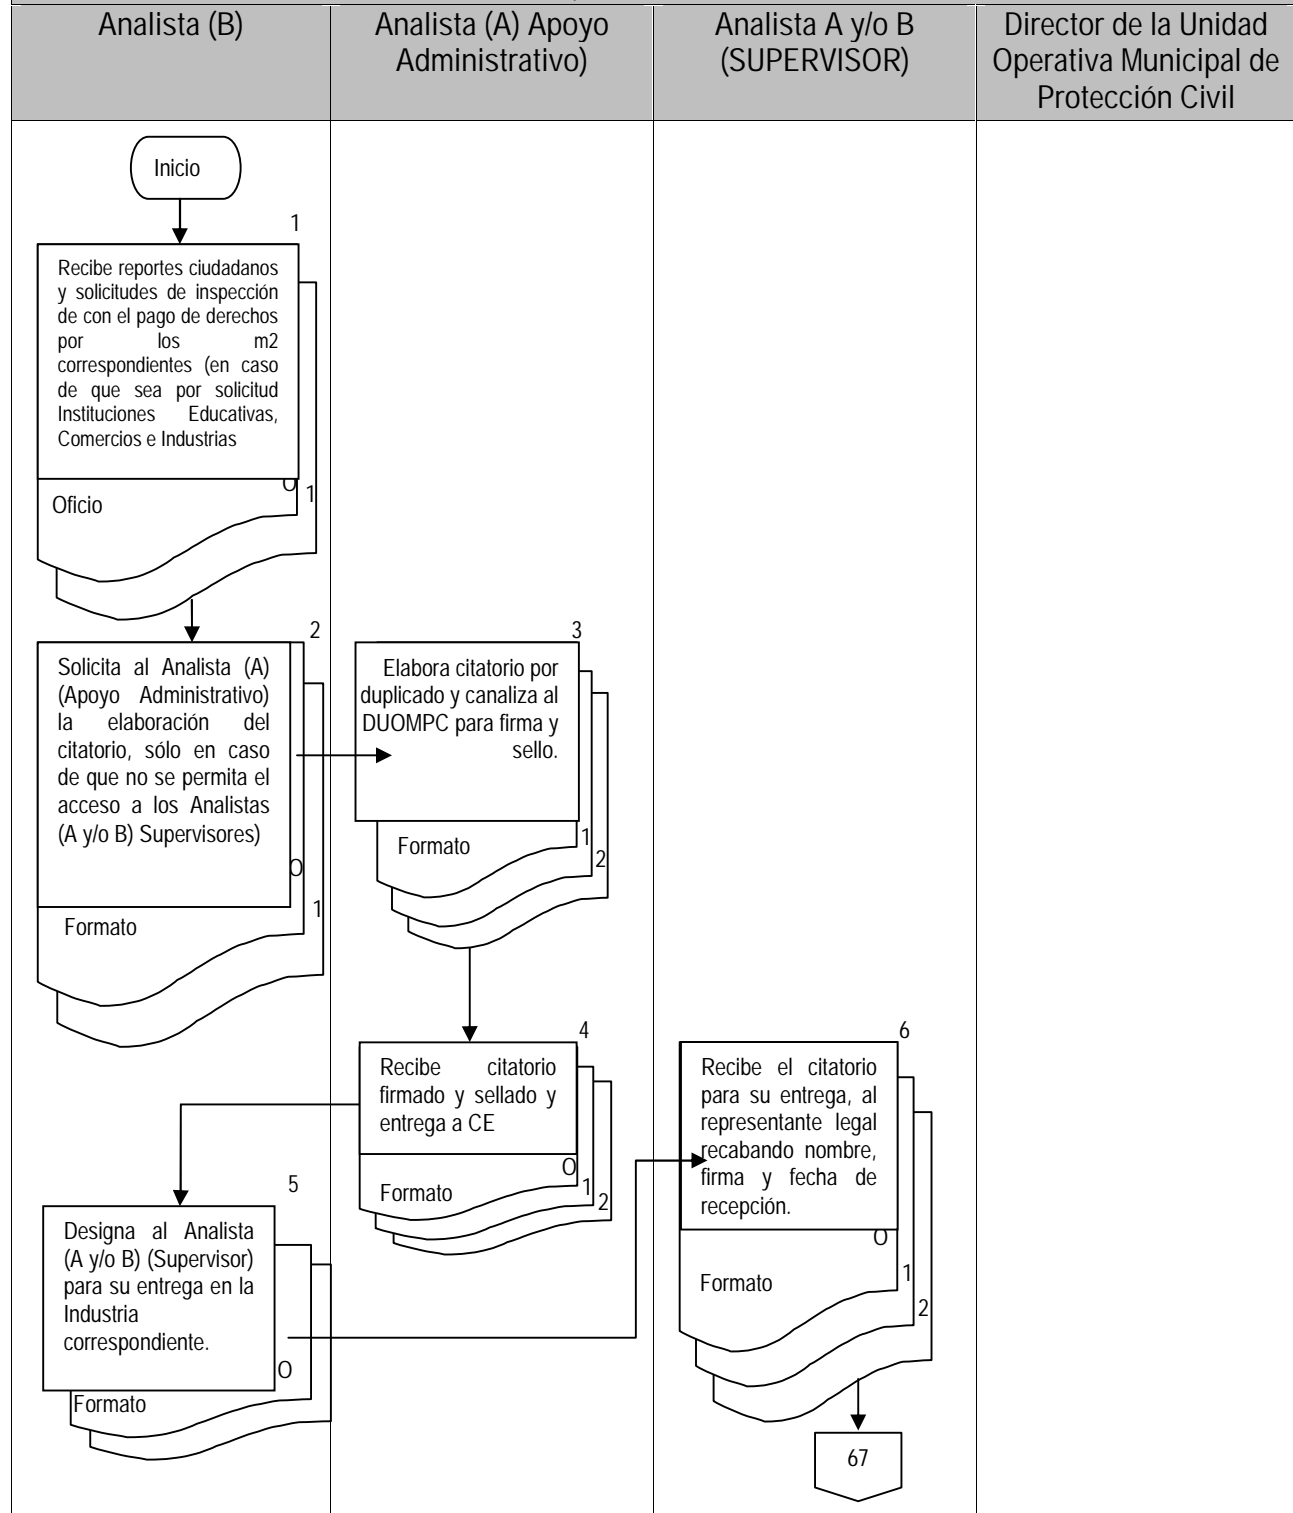 Analista (B)
Analista (A) Apoyo
Administrativo)
Analista A y/o B
(SUPERVISOR)
Director de la Unidad
Operativa Municipal de
Protección Civil
Inicio
1
Recibe reportes ciudadanos
y solicitudes de inspección
de con el pago de derechos
por los m2
correspondientes (en caso
de que sea por solicitud
Instituciones Educativas,
Comercios e Industrias
O
1
Oficio
2
Solicita al Analista (A)
(Apoyo Administrativo)
la elaboración del
citatorio, sólo en caso
de que no se permita el
acceso a los Analistas
(A y/o B) Supervisores)
O
1
Formato
3
Elabora citatorio por
duplicado y canaliza al
DUOMPC para firma y
sello.
Formato
1
2
4
Recibe citatorio
firmado y sellado y
entrega a CE
O
Formato
1
2
5
Designa al Analista
(A y/o B) (Supervisor)
para su entrega en la
Industria
correspondiente.
O
Formato
6
Recibe el citatorio
para su entrega, al
representante legal
recabando nombre,
firma y fecha de
recepción.
O
Formato
1
2
67